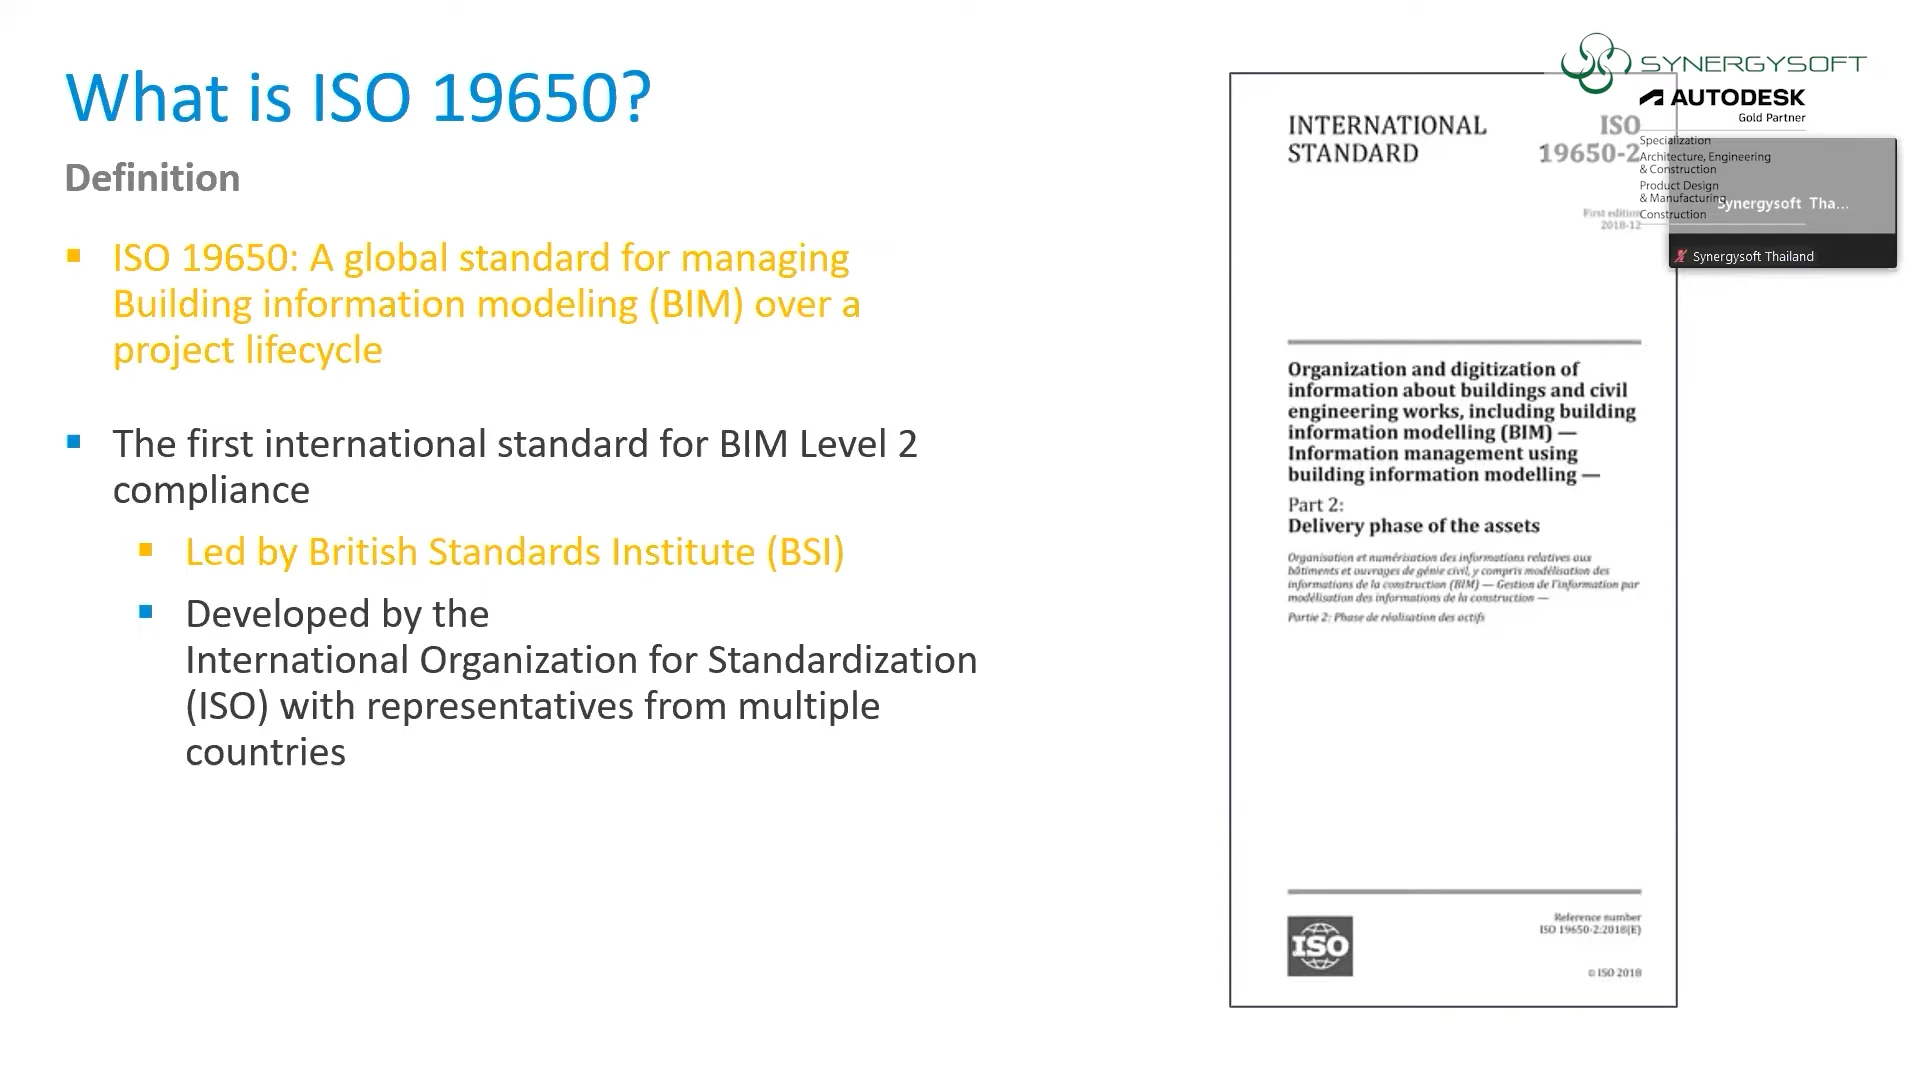 What is ISO 19650?
Definition
ISO 19650: A global standard for managing
Building information modeling (BIM) over a
project lifecycle
The first international standard for BIM Level 2
compliance
Led by British Standards Institute (BSI)
Developed by the
International Organization for Standardization
(ISO) with representatives from multiple
countries
SYNERGYSOFT
AUTODESK
Gold Partner
Specialization
Architecture, Engineering
& Construction
Product Design
& Manufacturing
Construction
Synergysoft Tha...
Synergysoft Thailand
INTERNATIONAL
STANDARD
ISO
19650-2
First edition
2018-12
Organization and digitization of
information about buildings and civil
engineering works, including building
information modelling (BIM) —
Information management using
building information modelling —
Part 2:
Delivery phase of the assets
Organisation et numérisation des informations relatives aux
bâtiments et ouvrages de génie civil, y compris modélisation des
informations de la construction (BIM) — Gestion de l'information par
modélisation des informations de la construction —
Partie 2: Phase de réalisation des actifs
ISO
Reference number
ISO 19650-2:2018(E)
© ISO 2018